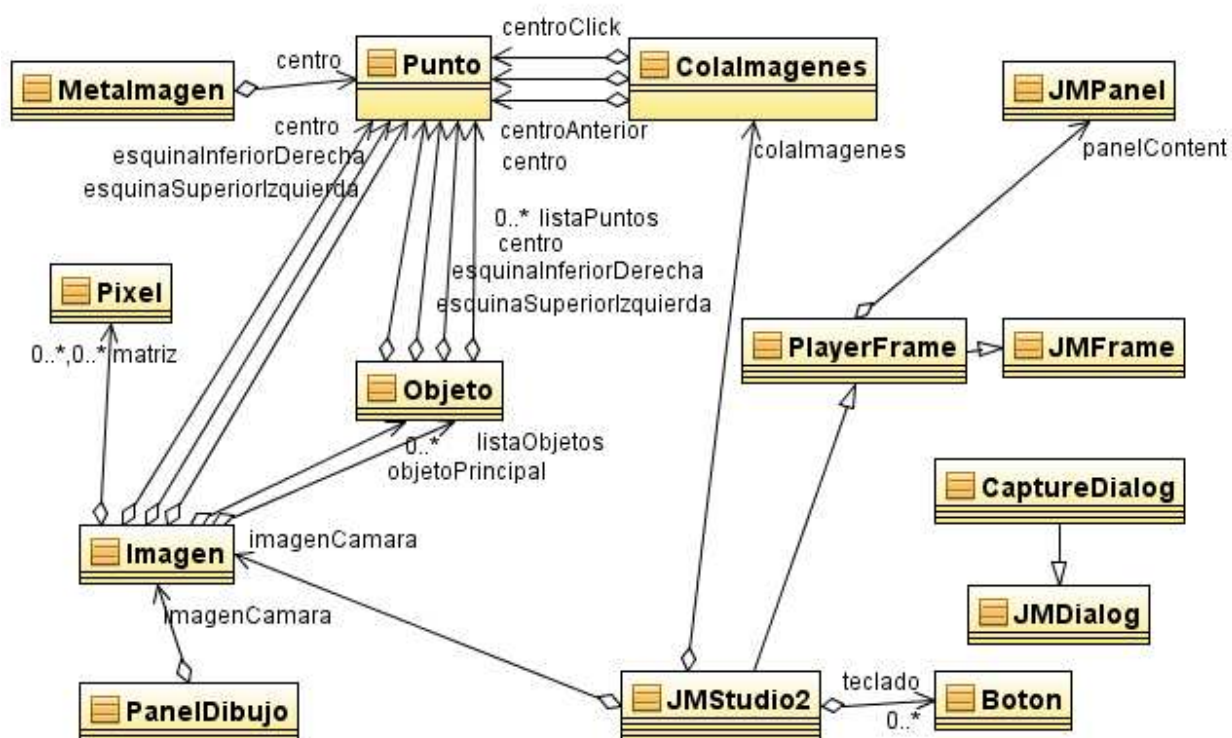 centroClick
Punto
ColaImagenes
centro
MetaImagen
JMPanel
centro
centroAnterior
esquinaInferiorDerecha
centro
colaImagenes
panelContent
esquinaSuperiorIzquierda
0..* listaPuntos
centro
Pixel
esquinaInferiorDerecha
esquinaSuperiorIzquierda
0..*,0..* matriz
PlayerFrame
JMFrame
Objeto
0..* listaObjetos
objetoPrincipal
CaptureDialog
Imagen
imagenCamara
imagenCamara
JMDialog
PanelDibujo
JMStudio2
teclado
0..*
Boton